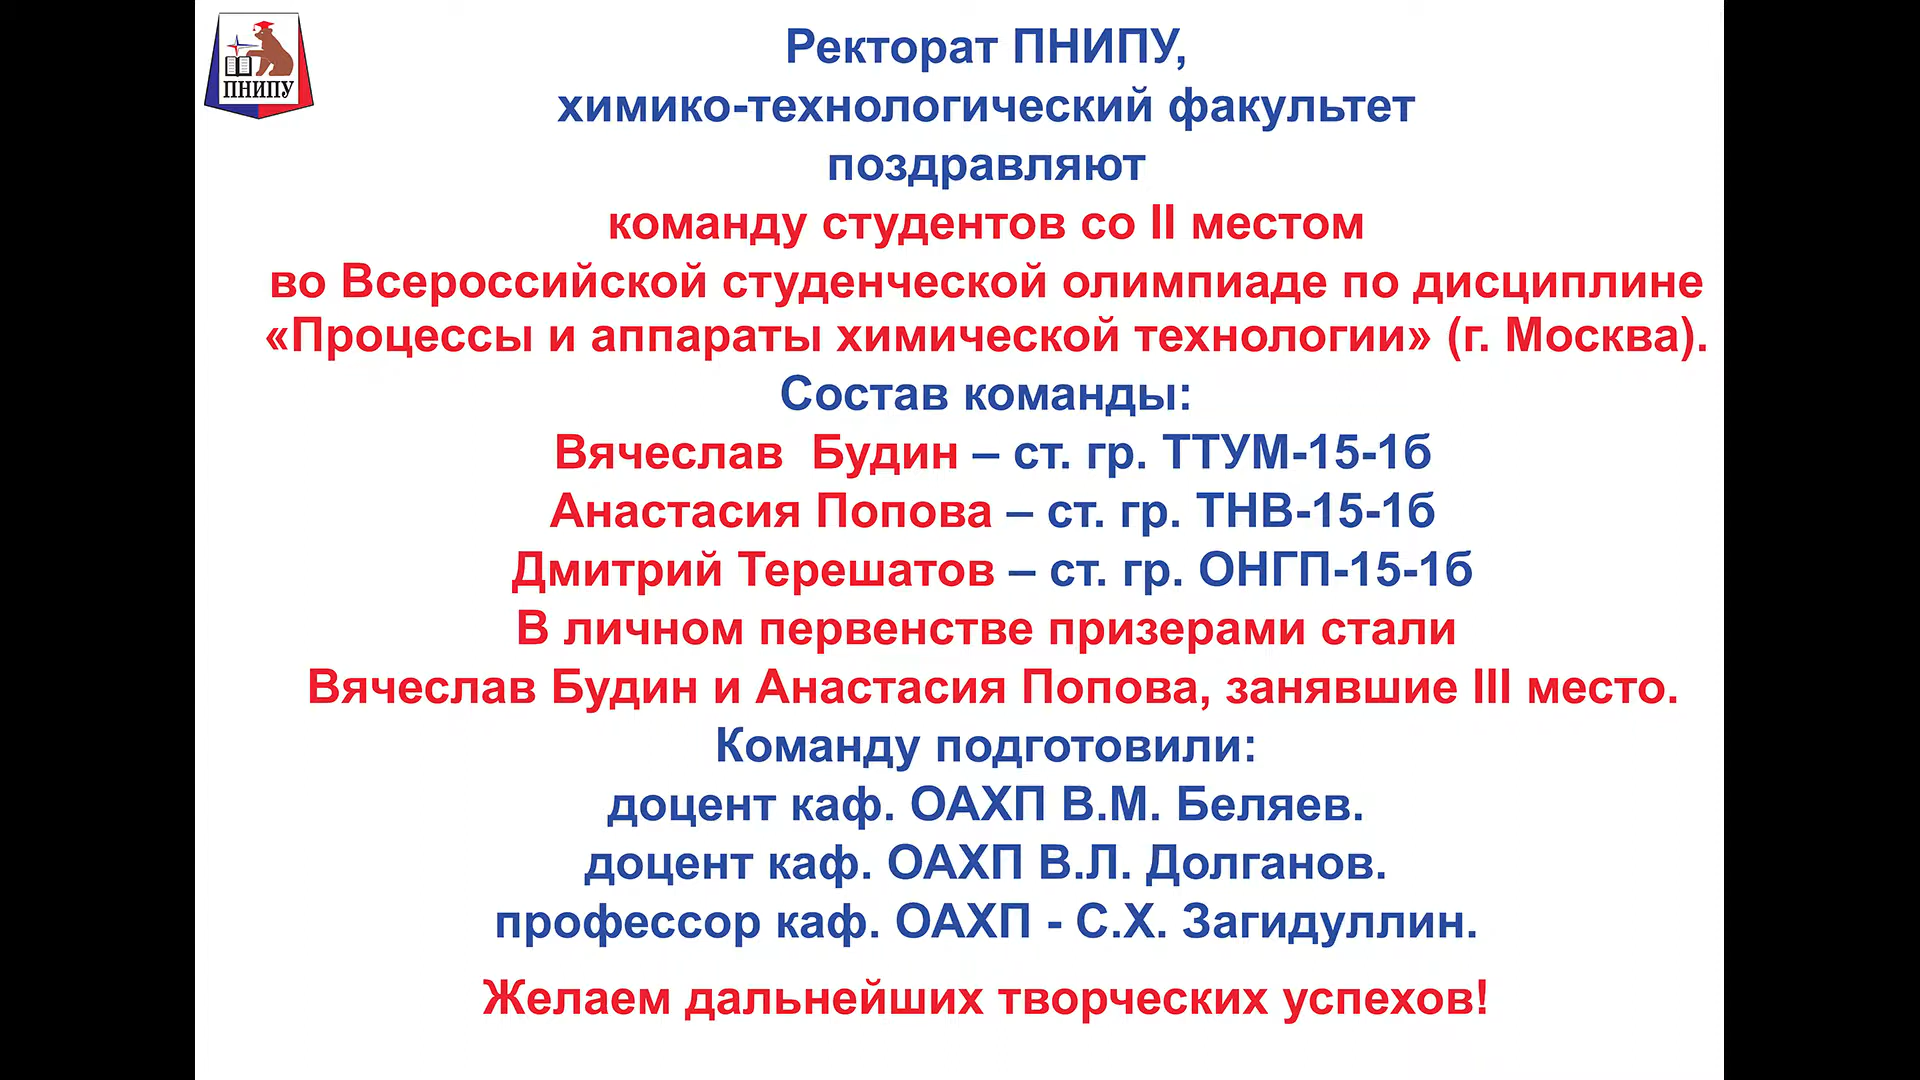 ПНИПУ
Ректорат ПНИПУ,
химико-технологический факультет
поздравляют
команду студентов со II местом
во Всероссийской студенческой олимпиаде по дисциплине
«Процессы и аппараты химической технологии» (г. Москва).
Состав команды:
Вячеслав Будин – ст. гр. ТТУМ-15-1б
Анастасия Попова – ст. гр. ТНВ-15-1б
Дмитрий Терешатов – ст. гр. ОНГП-15-1б
В личном первенстве призерами стали
Вячеслав Будин и Анастасия Попова, занявшие III место.
Команду подготовили:
доцент каф. ОАХП В.М. Беляев.
доцент каф. ОАХП В.Л. Долганов.
профессор каф. ОАХП - С.Х. Загидуллин.
Желаем дальнейших творческих успехов!